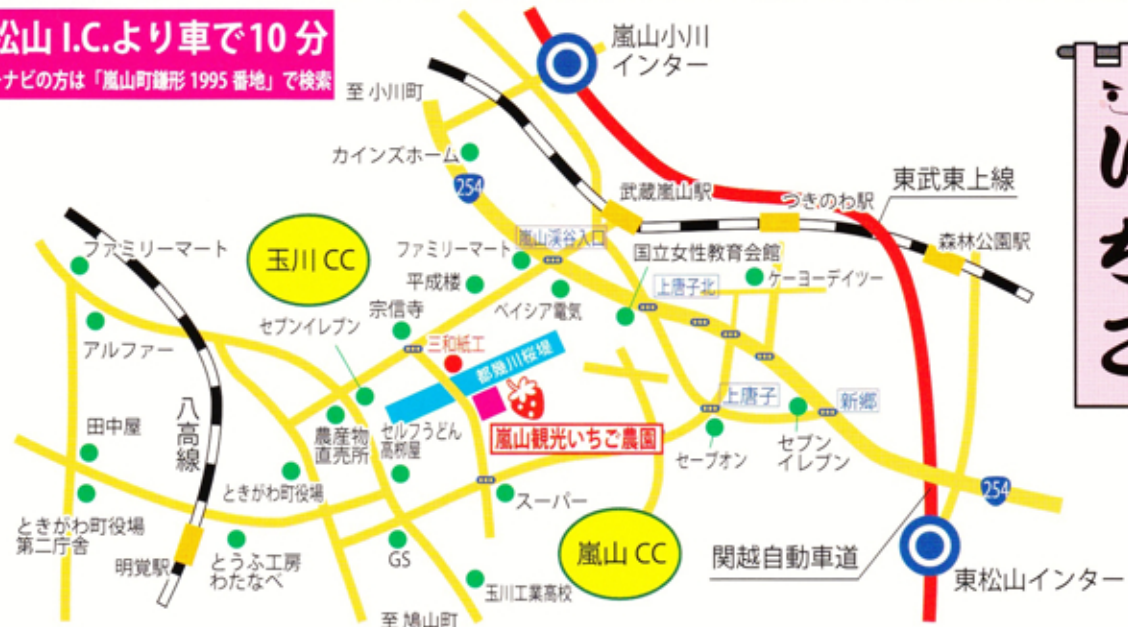 松山 I.C.より車で10 分
ナビの方は「嵐山町鎌形 1995 番地」で検索
嵐山小川
インター
至 小川町
カインズホーム
254
武蔵嵐山駅
つきのわ駅
東武東上線
森林公園駅
ファミリーマート
玉川 CC
ファミリーマート
嵐山渓谷入口
国立女性教育会館
平成楼
ベイシア電気
上唐子北
ケーヨーデイツー
宗信寺
セブンイレブン
三和紙工
都幾川桜堤
アルファー
八高線
田中屋
農産物
直売所
セルフうどん
高柳屋
嵐山観光いちご農園
上唐子
新郷
セーブオン
セブン
イレブン
ときがわ町役場
スーパー
254
ときがわ町役場
第二庁舎
明覚駅
とうふ工房
わたなべ
GS
嵐山 CC
関越自動車道
東松山インター
玉川工業高校
至 鳩山町
いちご